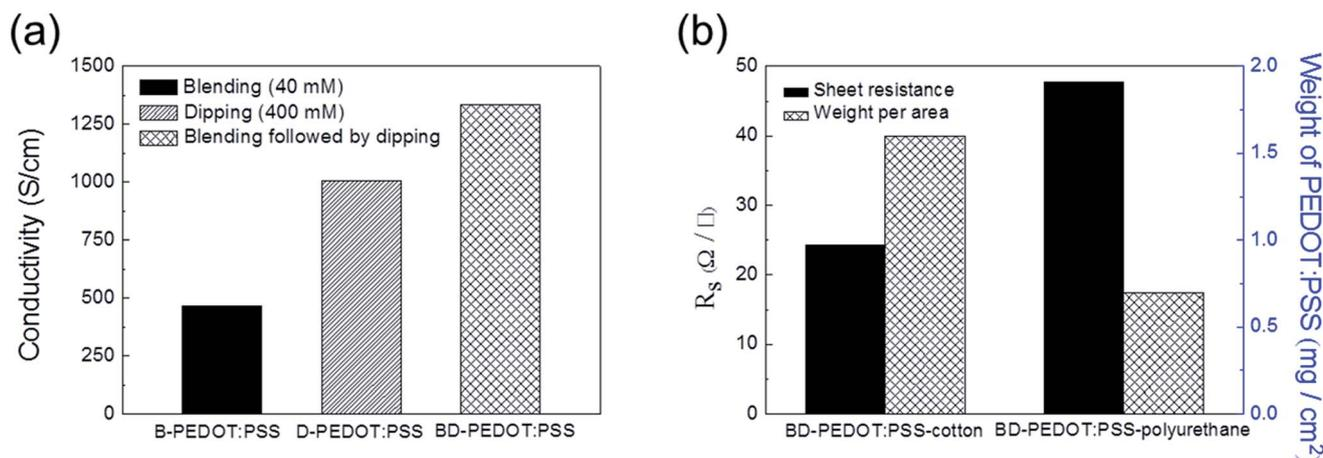 (a)
1500
1250
1000
750
500
250
0
Conductivity (S/cm)
Blending (40 mM)
Dipping (400 mM)
Blending followed by dipping
B-PEDOT:PSS
D-PEDOT:PSS
BD-PEDOT:PSS
(b)
50
40
30
20
10
0
Rs (Ω / □)
Sheet resistance
Weight per area
BD-PEDOT:PSS-cotton
BD-PEDOT:PSS-polyurethane
2.0
1.5
1.0
0.5
0.0
Weight of PEDOT:PSS (mg / cm²)